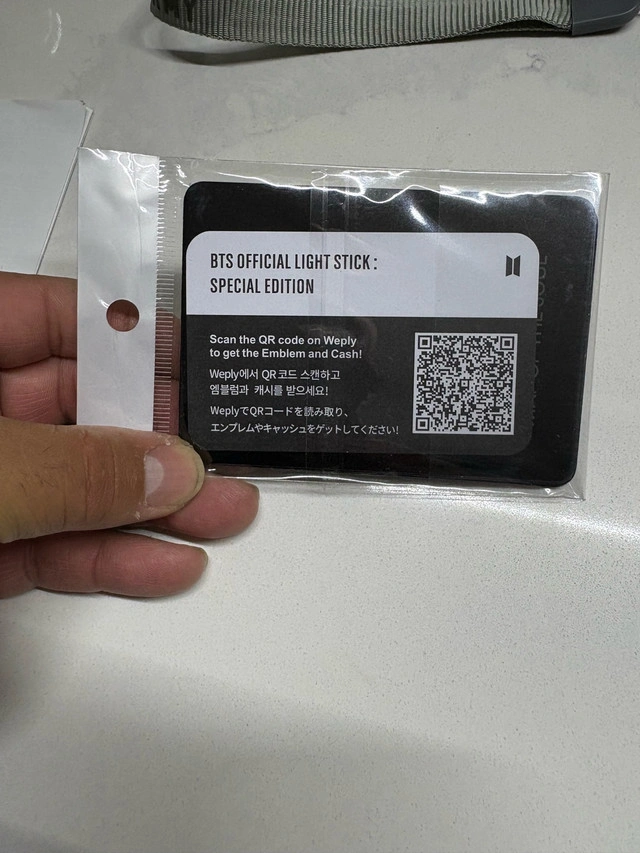 BTS OFFICIAL LIGHT STICK :
SPECIAL EDITION
Scan the QR code on Weply
to get the Emblem and Cash!
Weply에서 QR 코드 스캔하고
엠블럼과 캐시를 받으세요!
WeplyでQRコードを読み取り、
エンブレムやキャッシュをゲットしてください!